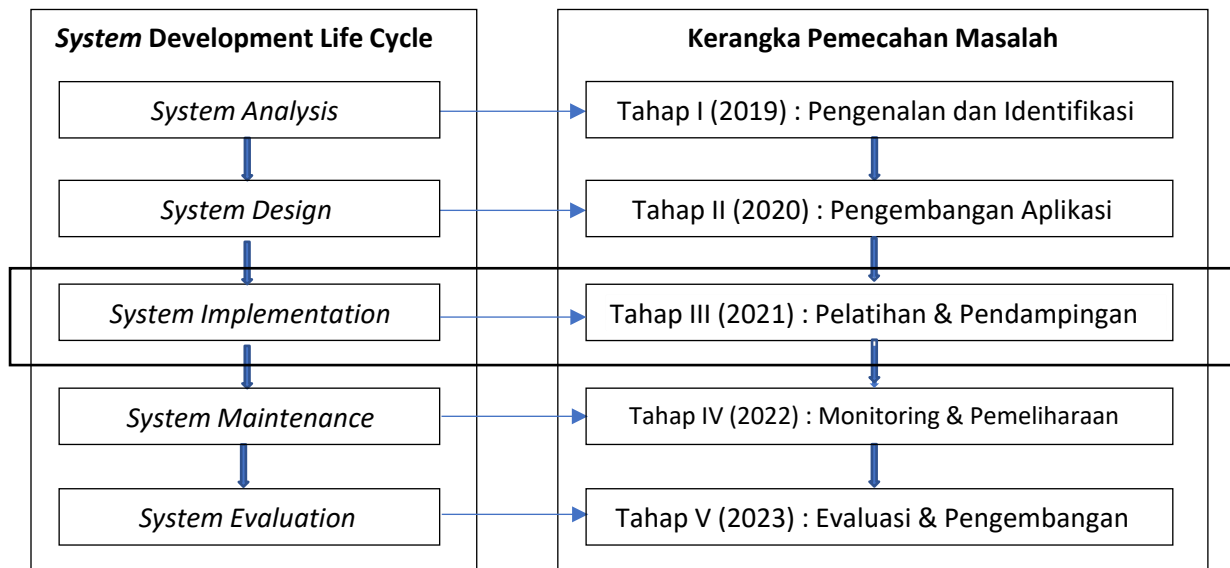 System Development Life Cycle
Kerangka Pemecahan Masalah
System Analysis
Tahap I (2019) : Pengenalan dan Identifikasi
System Design
Tahap II (2020) : Pengembangan Aplikasi
System Implementation
Tahap III (2021) : Pelatihan & Pendampingan
System Maintenance
Tahap IV (2022) : Monitoring & Pemeliharaan
System Evaluation
Tahap V (2023) : Evaluasi & Pengembangan